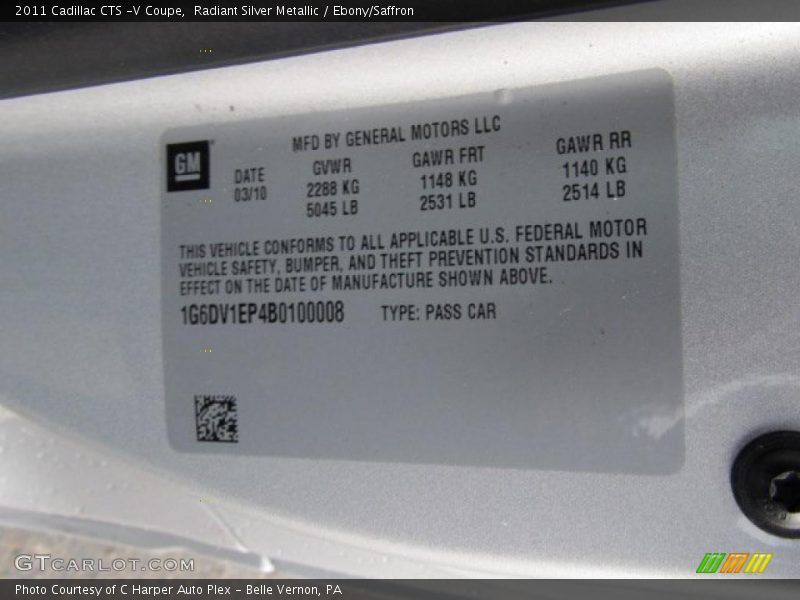 2011 Cadillac CTS -V Coupe,  Radiant Silver Metallic / Ebony/Saffron
MFD BY GENERAL MOTORS LLC
GM
DATE GVWR GAWR FRT GAWR RR
03/10 2288 KG 1148 KG 1140 KG
5045 LB 2531 LB 2514 LB
THIS VEHICLE CONFORMS TO ALL APPLICABLE U.S. FEDERAL MOTOR
VEHICLE SAFETY, BUMPER, AND THEFT PREVENTION STANDARDS IN
EFFECT ON THE DATE OF MANUFACTURE SHOWN ABOVE.
1G6DV1EP4B0100008 TYPE: PASS CAR
GTCarLot.com
Photo Courtesy of C Harper Auto Plex - Belle Vernon, PA